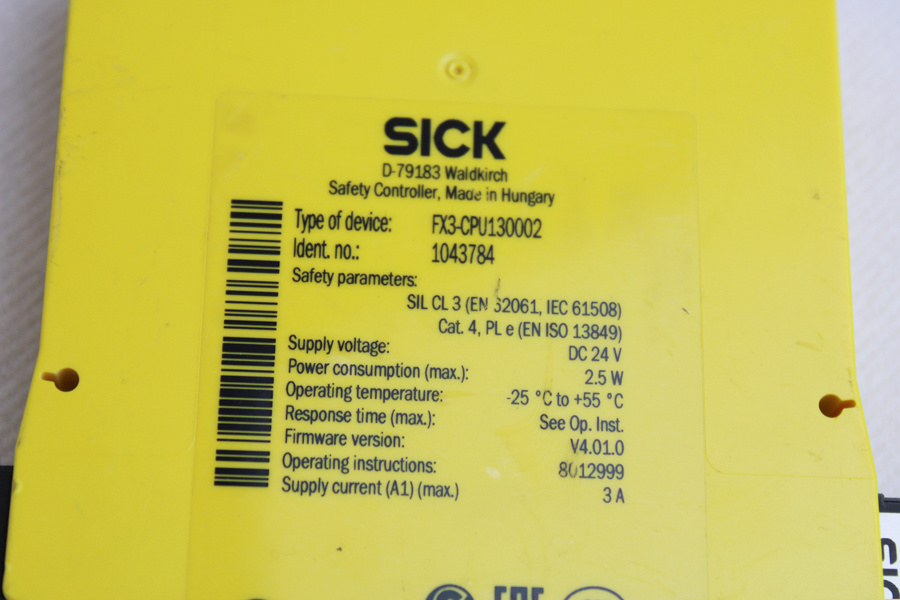 SICK
D-79183 Waldkirch
Safety Controller, Made in Hungary
Type of device: FX3-CPU130002
Ident. no.: 1043784
Safety parameters:
SIL CL 3 (EN 62061, IEC 61508)
Cat. 4, PL e (EN ISO 13849)
Supply voltage: DC 24 V
Power consumption (max.): 2.5 W
Operating temperature: -25 °C to +55 °C
Response time (max.): See Op. Inst.
Firmware version: V4.01.0
Operating instructions: 8012999
Supply current (A1) (max.) 3 A